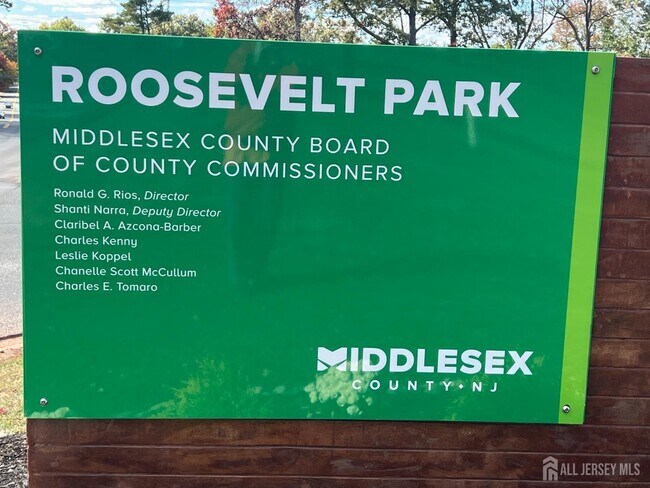 ROOSEVELT PARK
MIDDLESEX COUNTY BOARD
OF COUNTY COMMISSIONERS
Ronald G. Rios, Director
Shanti Narra, Deputy Director
Claribel A. Azcona-Barber
Charles Kenny
Leslie Koppel
Chanelle Scott McCullum
Charles E. Tomaro
MIDDLESEX
COUNTY • NJ
ALL JERSEY MLS